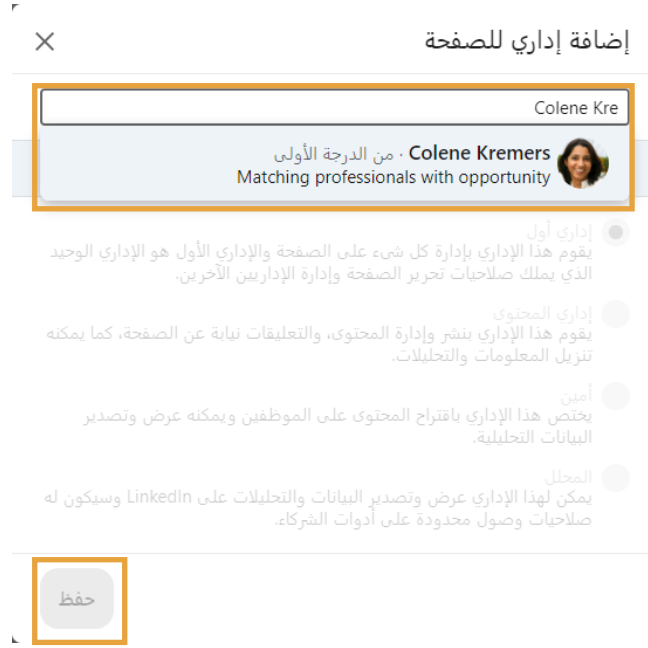 إضافة إداري للصفحة
Colene Kre
Colene Kremers · من الدرجة الأولى
Matching professionals with opportunity
إداري أول
يقوم هذا الإداري بإدارة كل شىء على الصفحة والإداري الأول هو الإداري الوحيد
الذي يملك صلاحيات تحرير الصفحة وإدارة الإداريين الآخرين.
إداري المحتوى
يقوم هذا الإداري بنشر وإدارة المحتوى، والتعليقات نيابة عن الصفحة، كما يمكنه
تنزيل المعلومات والتحليلات.
أمين
يختص هذا الإداري باقتراح المحتوى على الموظفين ويمكنه عرض وتصدير
البيانات التحليلية.
المحلل
يمكن لهذا الإداري عرض وتصدير البيانات والتحليلات على LinkedIn وسيكون له
صلاحيات وصول محدودة على أدوات الشركاء.
حفظ